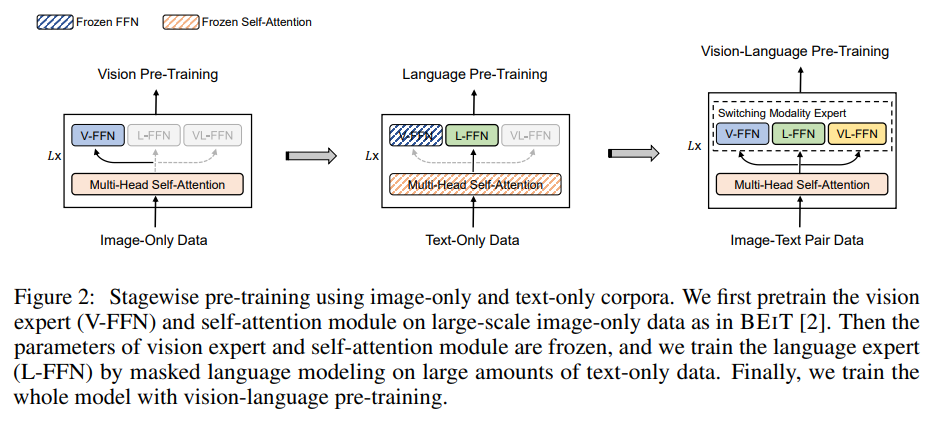 Frozen FFN Frozen Self-Attention
Vision Pre-Training
V-FFN L-FFN VL-FFN
Lx
Multi-Head Self-Attention
Image-Only Data
Language Pre-Training
V-FFN L-FFN VL-FFN
Lx
Multi-Head Self-Attention
Text-Only Data
Vision-Language Pre-Training
Switching Modality Expert
V-FFN L-FFN VL-FFN
Lx
Multi-Head Self-Attention
Image-Text Pair Data
Figure 2: Stagewise pre-training using image-only and text-only corpora. We first pretrain the vision
expert (V-FFN) and self-attention module on large-scale image-only data as in BEIT [2]. Then the
parameters of vision expert and self-attention module are frozen, and we train the language expert
(L-FFN) by masked language modeling on large amounts of text-only data. Finally, we train the
whole model with vision-language pre-training.